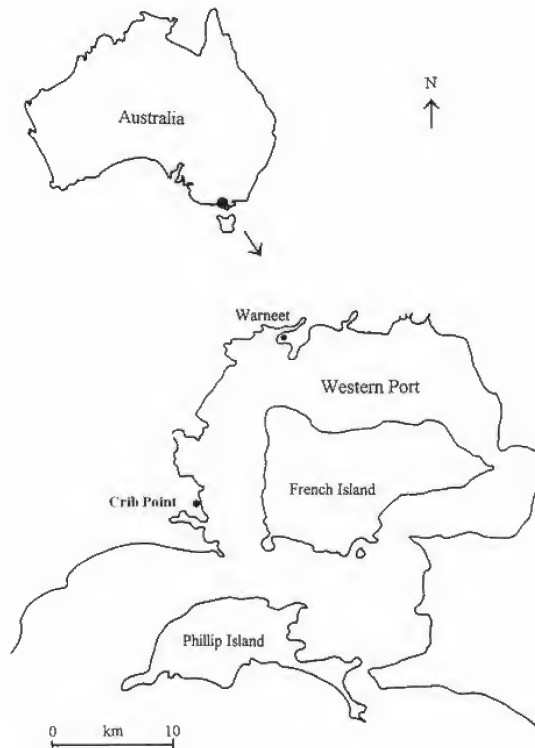 N
Australia
Warneet
Western Port
French Island
Crib Point
Phillip Island
0 km 10